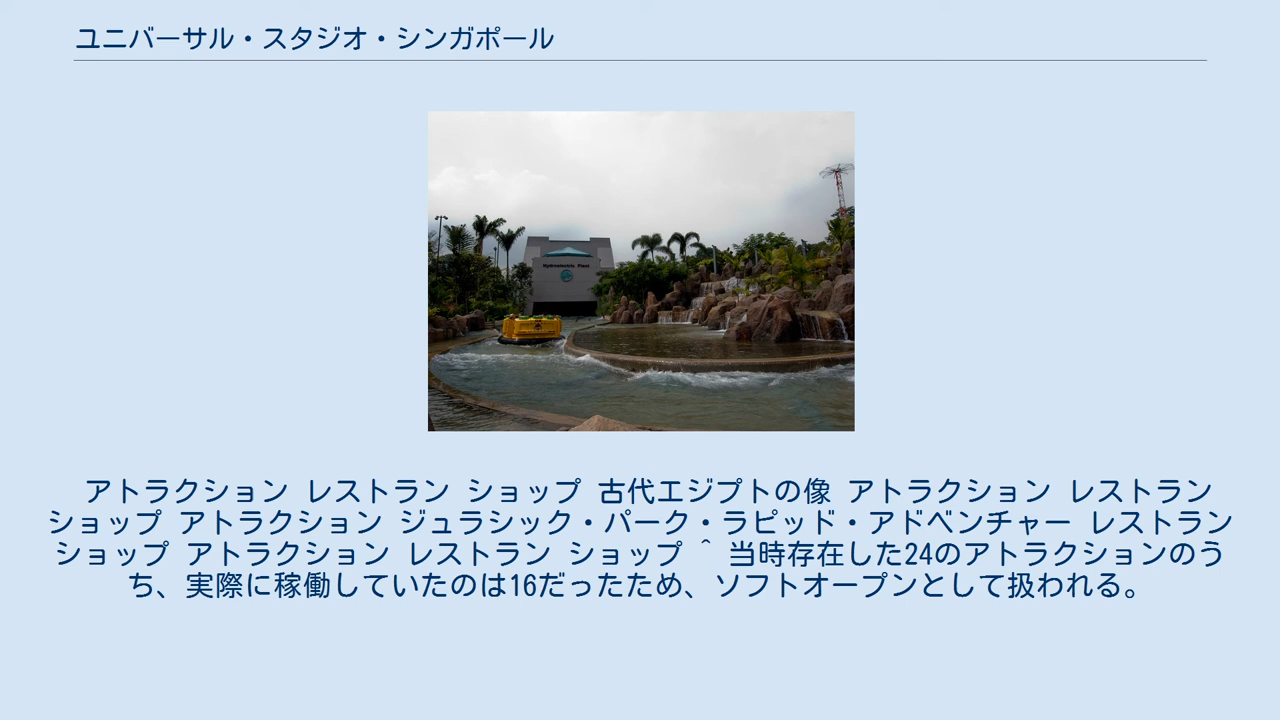 ユニバーサル・スタジオ・シンガポール
Hydroelectric Plant
アトラクション レストラン ショップ 古代エジプトの像 アトラクション レストラン
ショップ アトラクション ジュラシック・パーク・ラピッド・アドベンチャー レストラン
ショップ アトラクション レストラン ショップ ^ 当時存在した24のアトラクションのう
ち、実際に稼働していたのは16だったため、ソフトオープンとして扱われる。